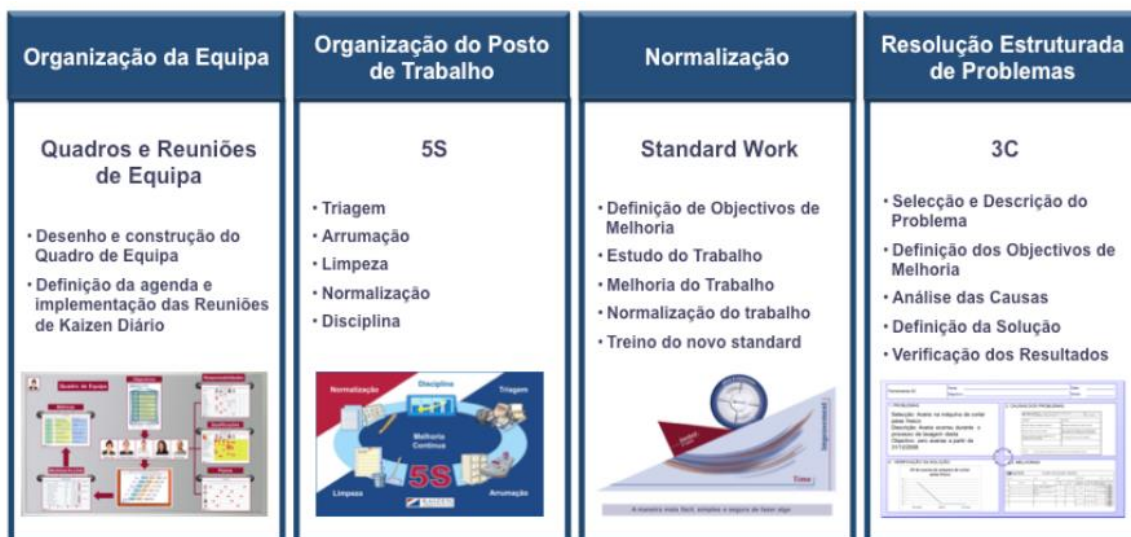 Organização da Equipa
Quadros e Reuniões
de Equipa
• Desenho e construção do
Quadro de Equipa
• Definição da agenda e
implementação das Reuniões
de Kaizen Diário
Quadro de Equipa
Organização do Posto
de Trabalho
5S
• Triagem
• Arrumação
• Limpeza
• Normalização
• Disciplina
Normalização
Disciplina
Triagem
Melhoria
Contínua
5S
Limpeza
Arrumação
KAIZEN
Normalização
Standard Work
• Definição de Objectivos de
Melhoria
• Estudo do Trabalho
• Melhoria do Trabalho
• Normalização do trabalho
• Treino do novo standard
Improvement
Time
A maneira mais fácil, simples e segura de fazer algo
Resolução Estruturada
de Problemas
3C
• Selecção e Descrição do
Problema
• Definição dos Objectivos de
Melhoria
• Análise das Causas
• Definição da Solução
• Verificação dos Resultados